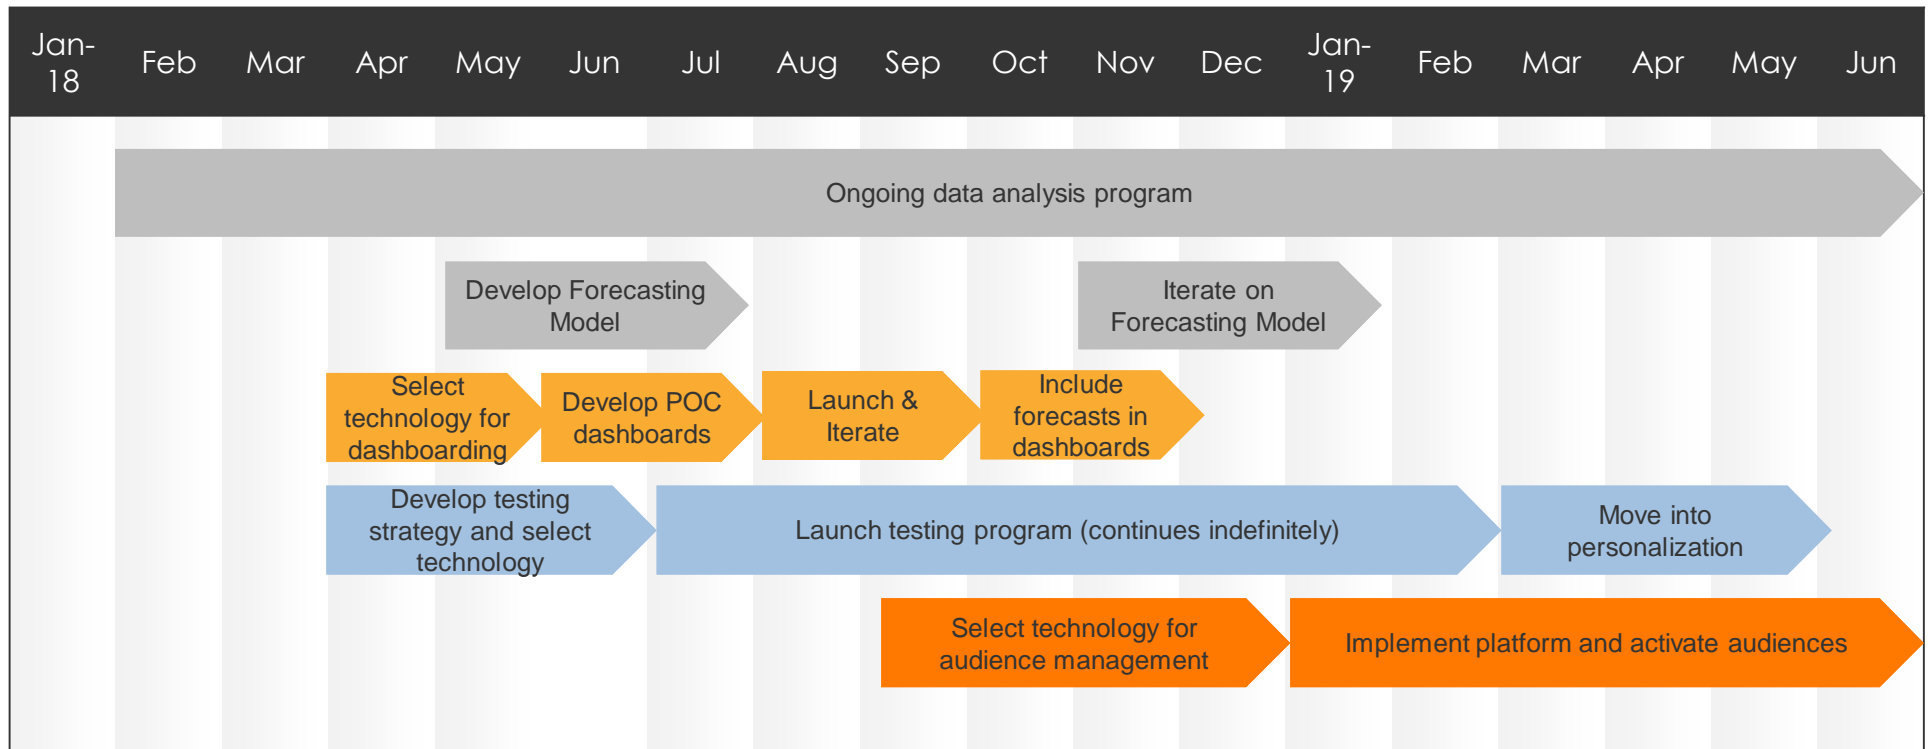 Jan-
18
Feb
Mar
Apr
May
Jun
Jul
Aug
Sep
Oct
Nov
Dec
Jan-
19
Feb
Mar
Apr
May
Jun
Ongoing data analysis program
Develop Forecasting
Model
Iterate on
Forecasting Model
Select
technology for
dashboarding
Develop POC
dashboards
Launch &
Iterate
Include
forecasts in
dashboards
Develop testing
strategy and select
technology
Launch testing program (continues indefinitely)
Move into
personalization
Select technology for
audience management
Implement platform and activate audiences